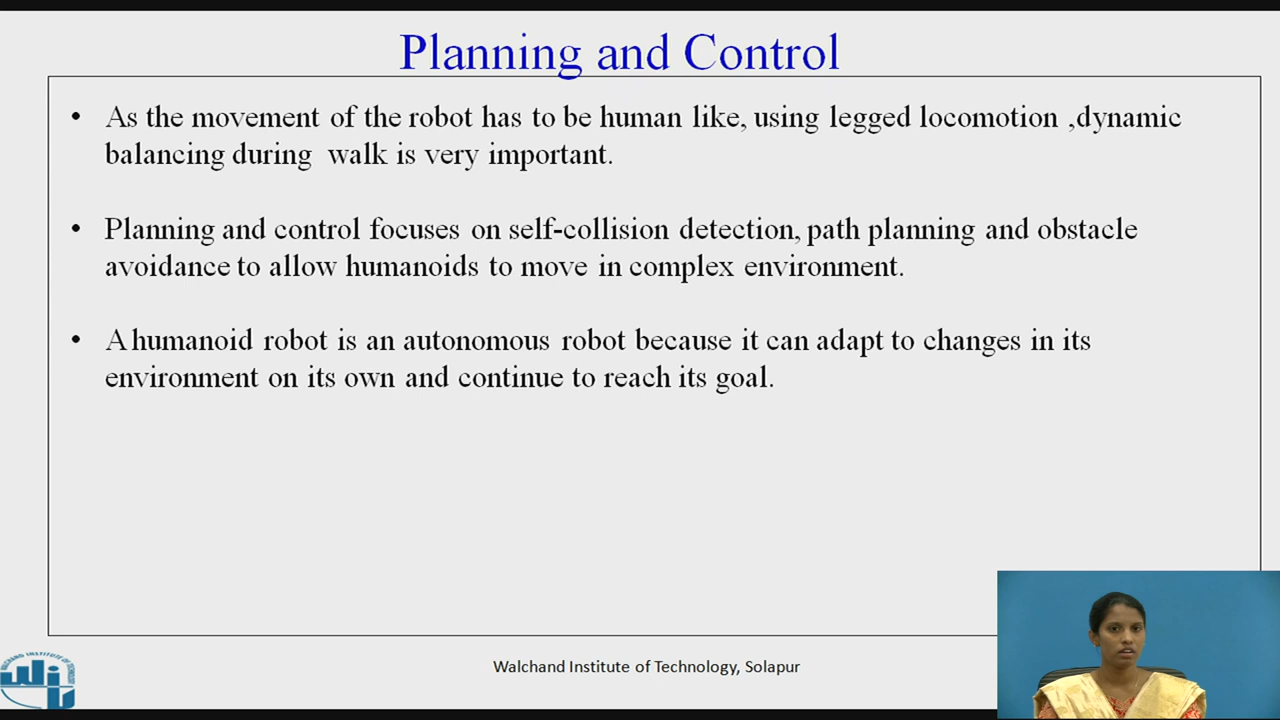 Planning and Control
• As the movement of the robot has to be human like, using legged locomotion ,dynamic
balancing during walk is very important.
• Planning and control focuses on self-collision detection, path planning and obstacle
avoidance to allow humanoids to move in complex environment.
• A humanoid robot is an autonomous robot because it can adapt to changes in its
environment on its own and continue to reach its goal.
Walchand Institute of Technology, Solapur